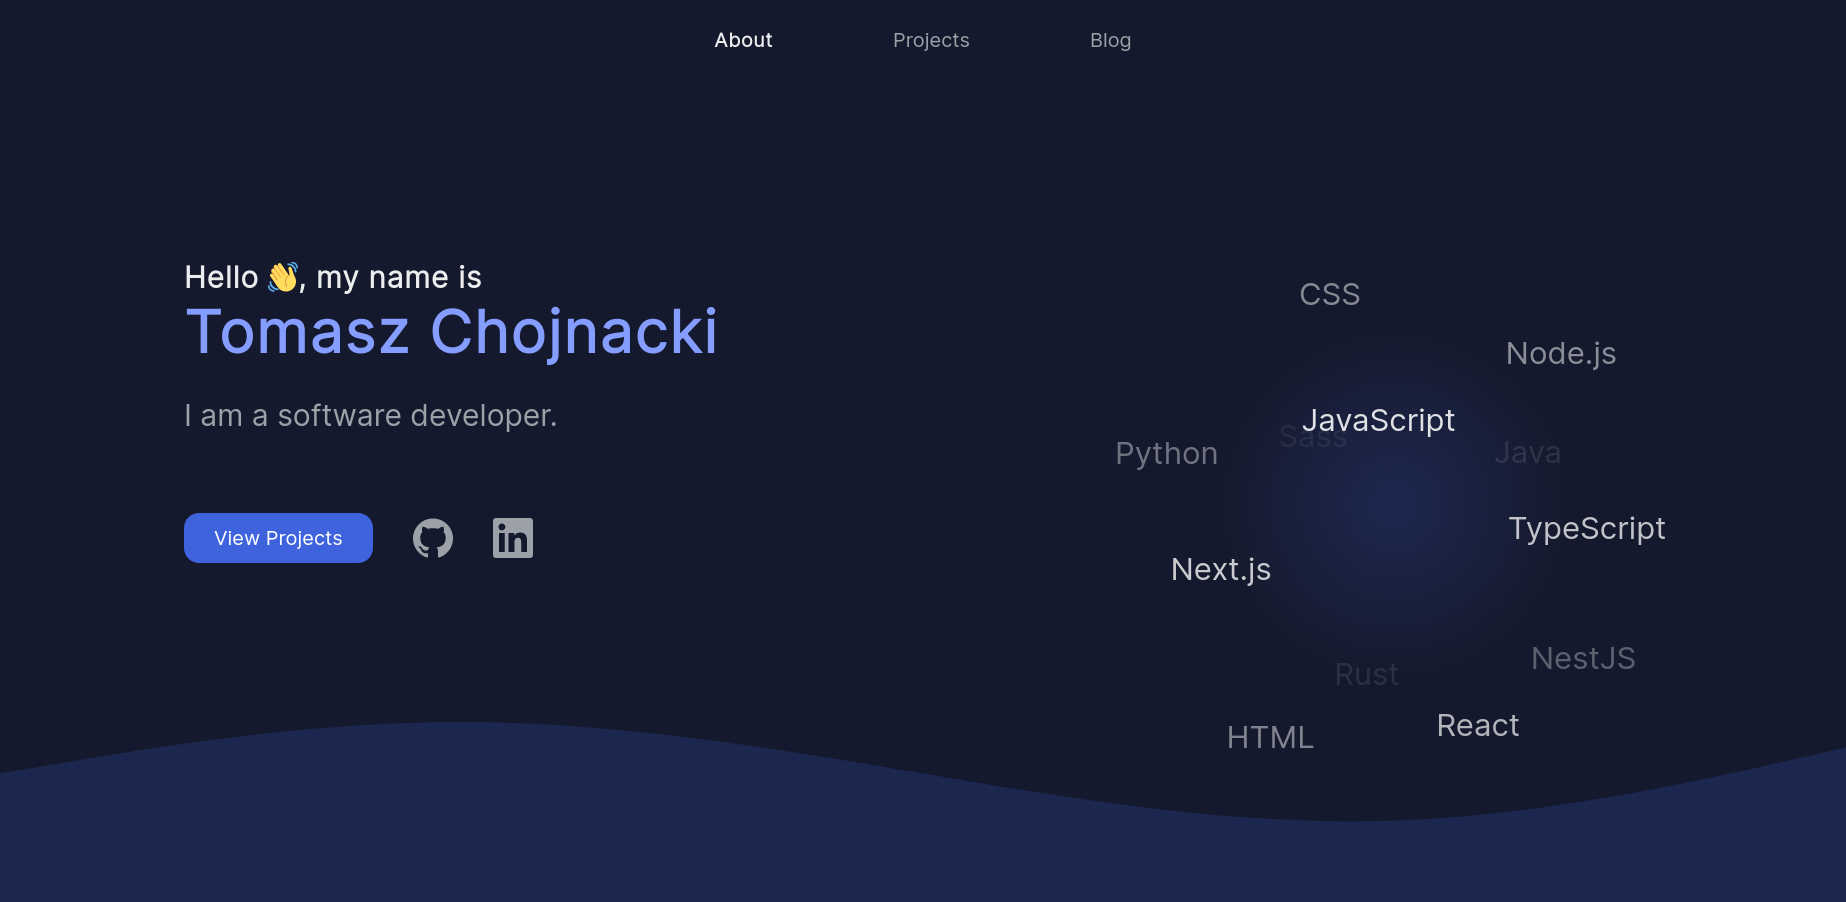 About
Projects
Blog
Hello 👋, my name is
Tomasz Chojnacki
I am a software developer.
View Projects
in
CSS
Node.js
JavaScript
Sass
Python
Java
TypeScript
Next.js
NestJS
Rust
React
HTML